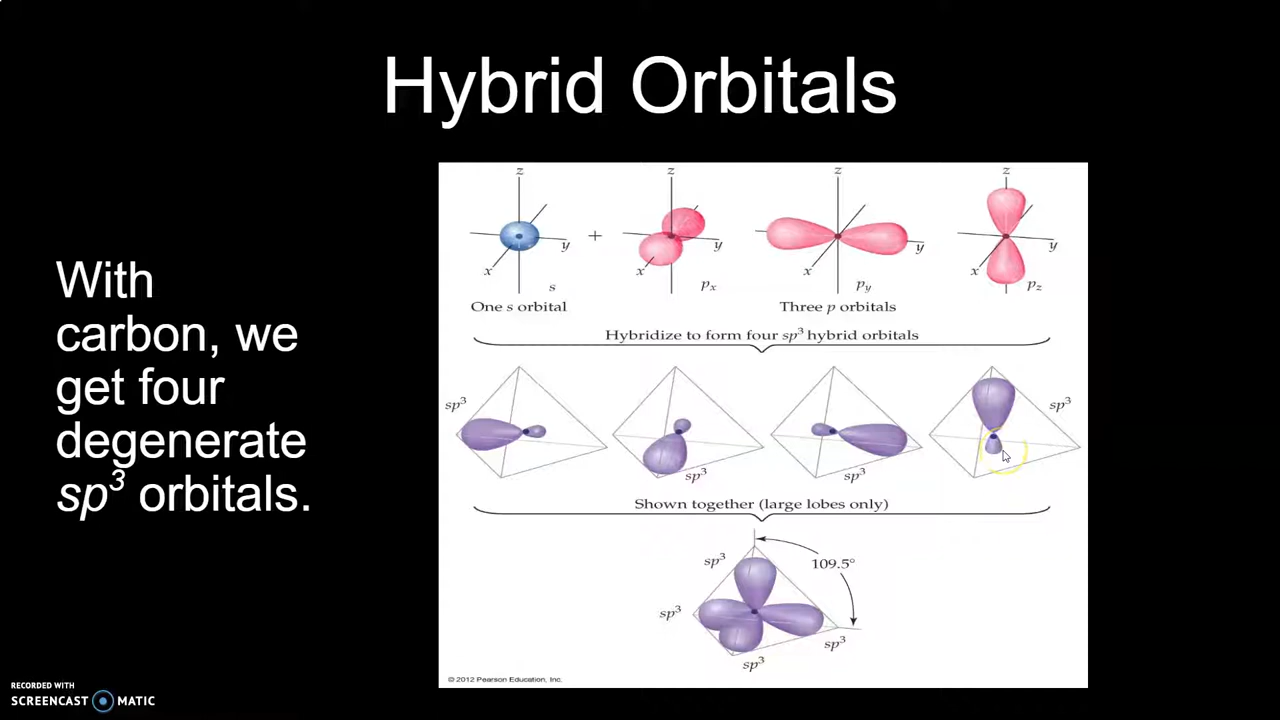 Hybrid Orbitals
With
carbon, we
get four
degenerate
sp³ orbitals.
z z z z
+
y y y y
x x x x
s pₓ p_y p_z
One s orbital Three p orbitals
Hybridize to form four sp³ hybrid orbitals
sp³ sp³ sp³ sp³
Shown together (large lobes only)
sp³ 109.5°
sp³ sp³
sp³
© 2012 Pearson Education, Inc.
RECORDED WITH
SCREENCAST MATIC